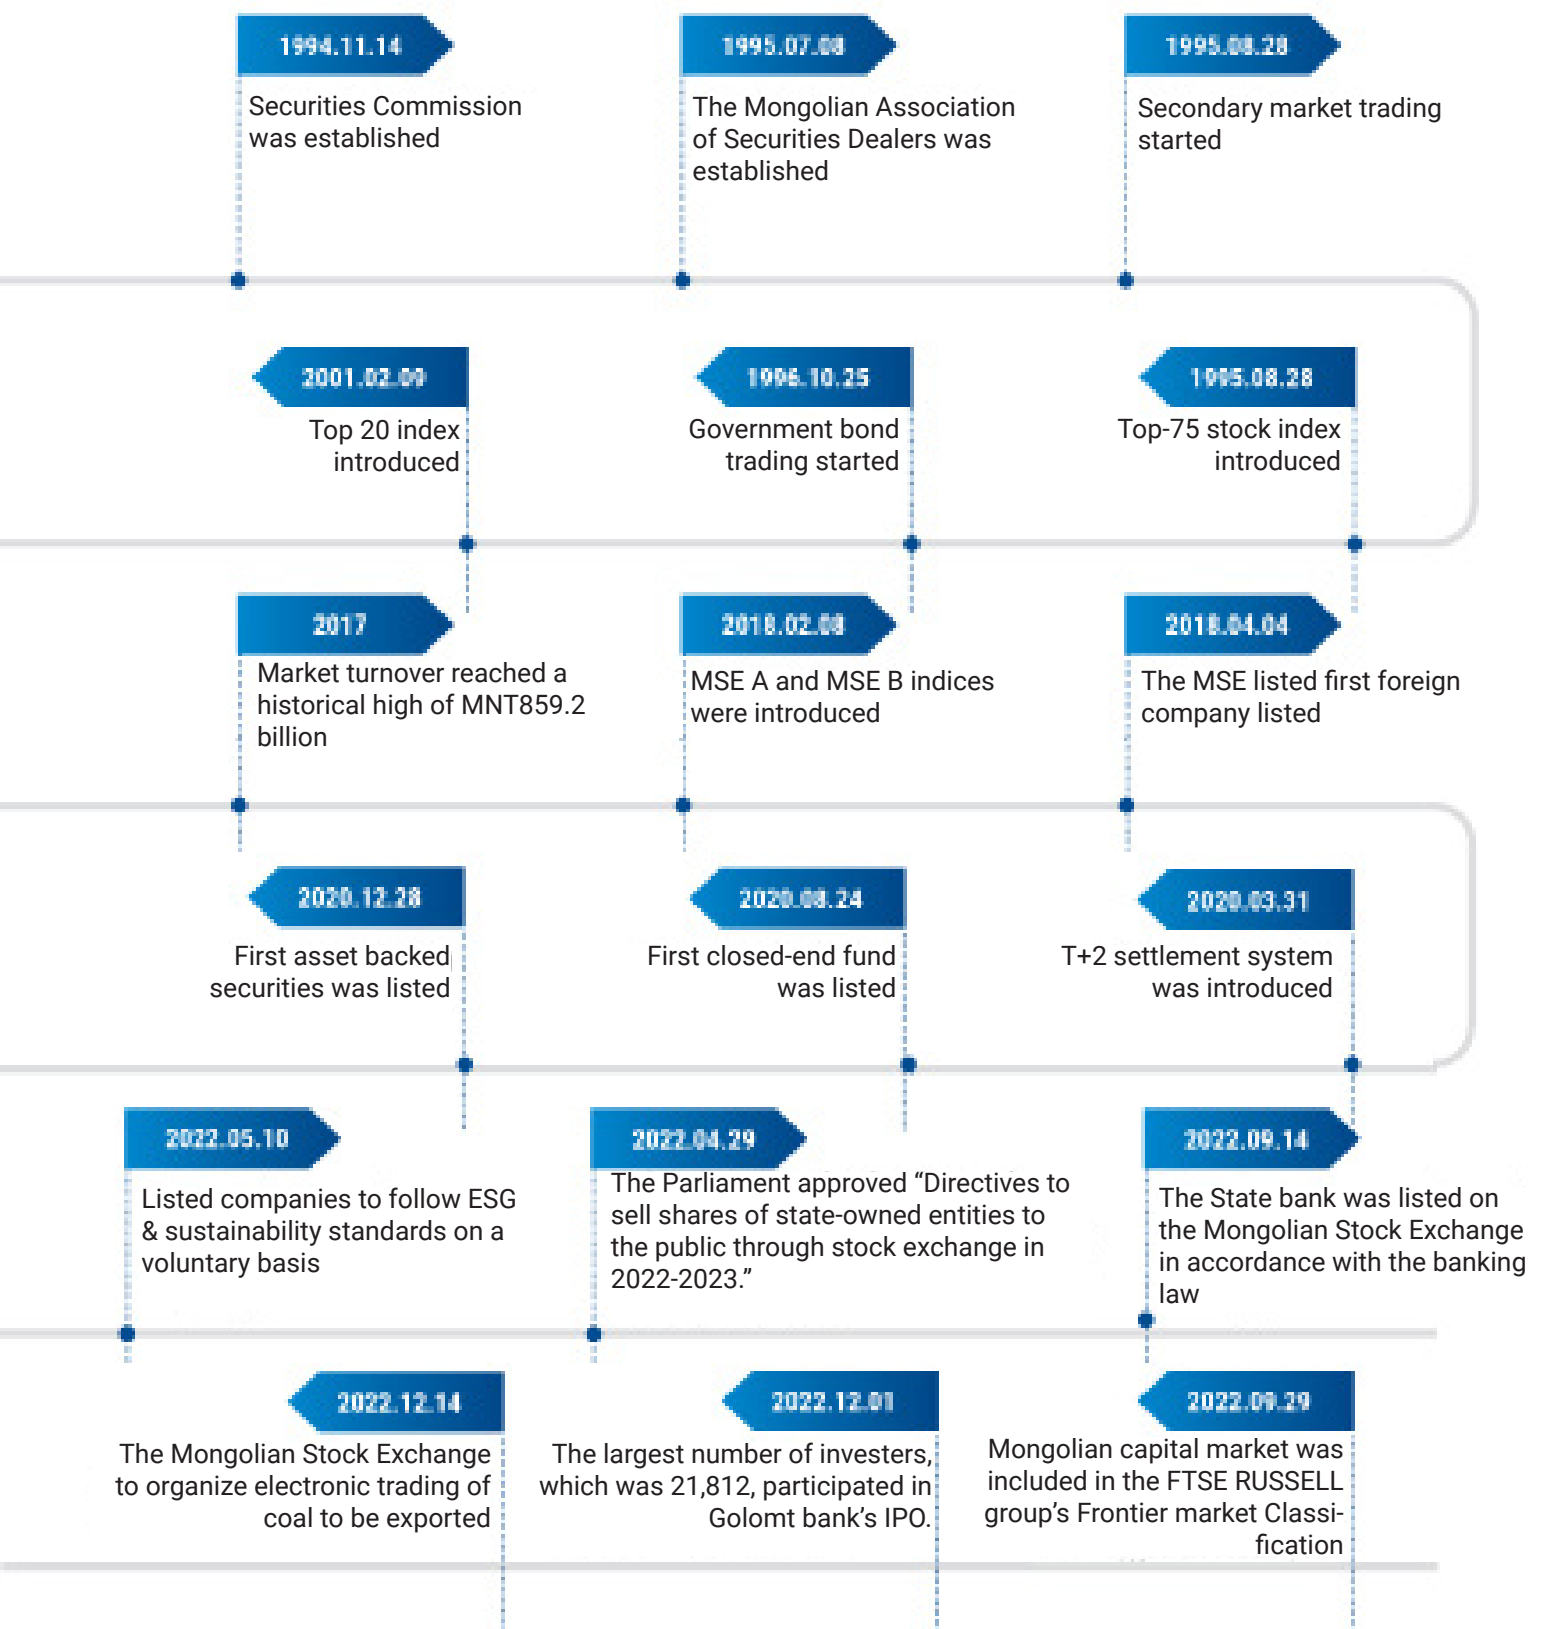 1994.11.14
Securities Commission
was established
1995.07.08
The Mongolian Association
of Securities Dealers was
established
1995.08.28
Secondary market trading
started
2001.02.09
Top 20 index
introduced
1996.10.25
Government bond
trading started
1995.08.28
Top-75 stock index
introduced
2017
Market turnover reached a
historical high of MNT859.2
billion
2018.02.08
MSE A and MSE B indices
were introduced
2018.04.04
The MSE listed first foreign
company listed
2020.12.28
First asset backed
securities was listed
2020.08.24
First closed-end fund
was listed
2020.03.31
T+2 settlement system
was introduced
2022.05.10
Listed companies to follow ESG
& sustainability standards on a
voluntary basis
2022.04.29
The Parliament approved “Directives to
sell shares of state-owned entities to
the public through stock exchange in
2022-2023.”
2022.09.14
The State bank was listed on
the Mongolian Stock Exchange
in accordance with the banking
law
2022.12.14
The Mongolian Stock Exchange
to organize electronic trading of
coal to be exported
2022.12.01
The largest number of investers,
which was 21,812, participated in
Golomt bank’s IPO.
2022.09.29
Mongolian capital market was
included in the FTSE RUSSELL
group’s Frontier market Classi-
fication